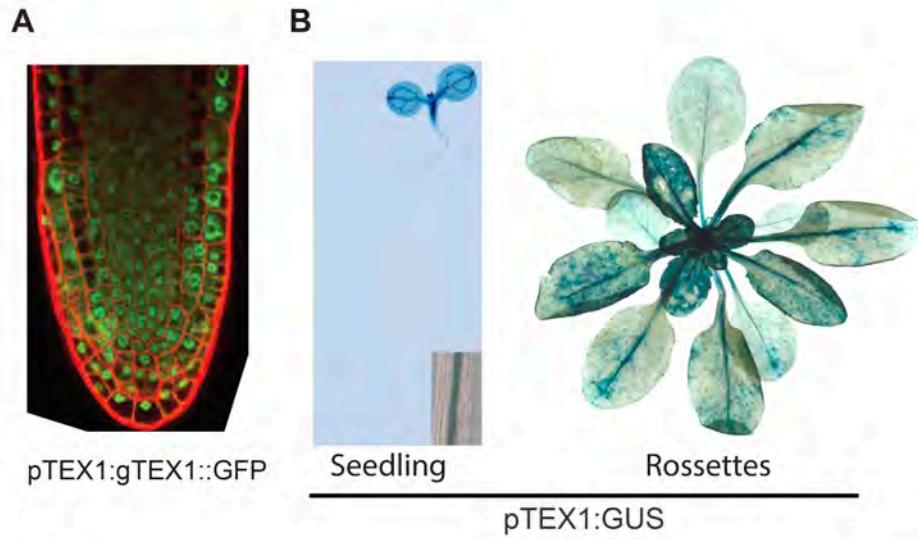 A
B
pTEX1:gTEX1::GFP
Seedling
Rossettes
pTEX1:GUS